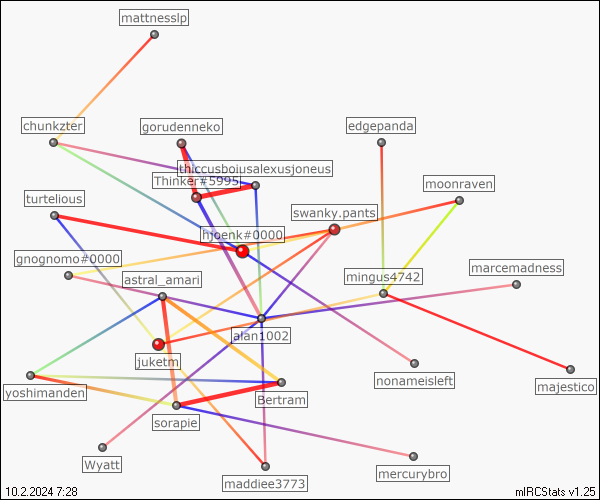 mattnesslp
chunkzter
gorudenneko
edgepanda
thiccusboiusalexusjoneus
Thinker#5995
moonraven
turtelious
swanky.pants
hjoenk#0000
gnognomo#0000
marcemadness
astral_amari
mingus4742
alan1002
juketm
nonameisleft
majestico
yoshimanden
Bertram
sorapie
Wyatt
mercurybro
maddiee3773
10.2.2024 7:28
mIRCStats v1.25